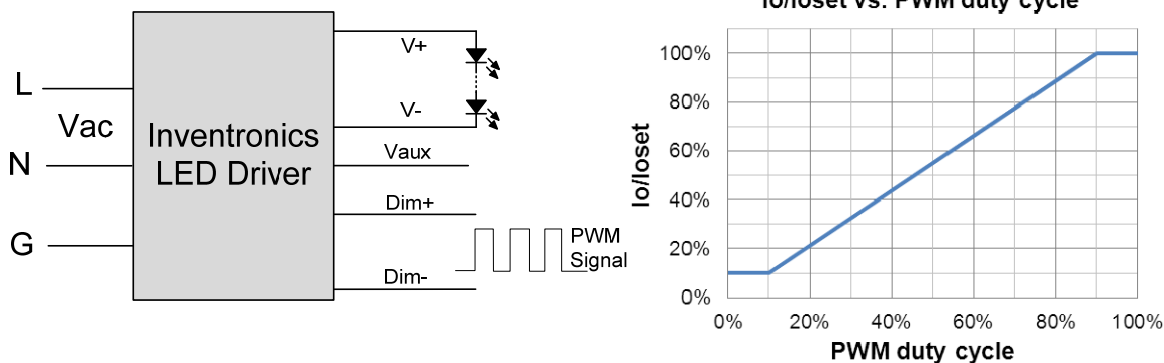 L
Vac
N
G
Inventronics
LED Driver
V+
V-
Vaux
Dim+
Dim-
PWM
Signal
Io/Ioset vs. PWM duty cycle
Io/Ioset
100%
80%
60%
40%
20%
0%
0% 20% 40% 60% 80% 100%
PWM duty cycle